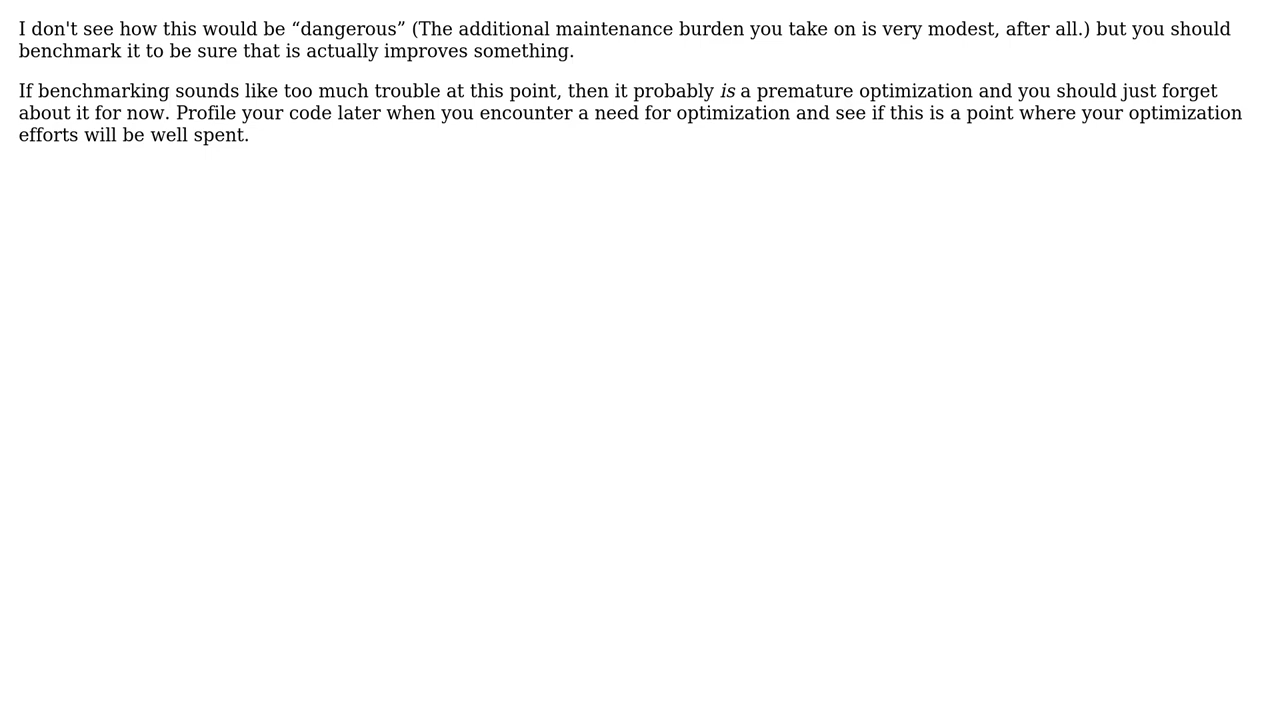 I don't see how this would be “dangerous” (The additional maintenance burden you take on is very modest, after all.) but you should
benchmark it to be sure that is actually improves something.
If benchmarking sounds like too much trouble at this point, then it probably is a premature optimization and you should just forget
about it for now. Profile your code later when you encounter a need for optimization and see if this is a point where your optimization
efforts will be well spent.